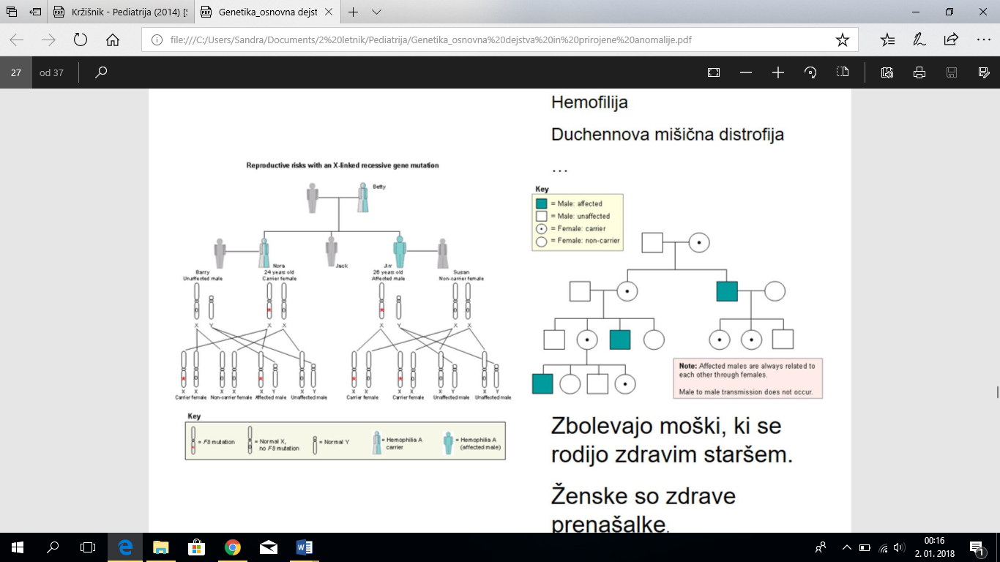 Kržišnik - Pediatrija (2014) [S
Genetika_osnovna dejst
file:///C:/Users/Sandra/Documents/2%20letnik/Pediatrija/Genetika_osnovna%20dejstva%20in%20prirojene%20anomalije.pdf
27 od 37
Hemofilija
Duchennova mišična distrofija
...
Reproductive risks with an X-linked recessive gene mutation
Betty
Nora
24 years old
Carrier female
Jack
Jim
26 years old
Affected male
Barry
Unaffected male
Susan
Non-carrier female
X Y X X X Y X X
X X X X X Y X Y X X X X X Y X Y
Carrier female Non-carrier female Affected male Unaffected male Carrier female Carrier female Unaffected male Unaffected male
Key
= F8 mutation
= Normal X,
no F8 mutation
= Normal Y
= Hemophilia A
carrier
= Hemophilia A
(affected male)
Key
= Male: affected
= Male: unaffected
= Female: carrier
= Female: non-carrier
Note: Affected males are always related to
each other through females.
Male to male transmission does not occur.
Zbolevajo moški, ki se
rodijo zdravim staršem.
Ženske so zdrave
prenašalke.
00:16
2. 01. 2018
1